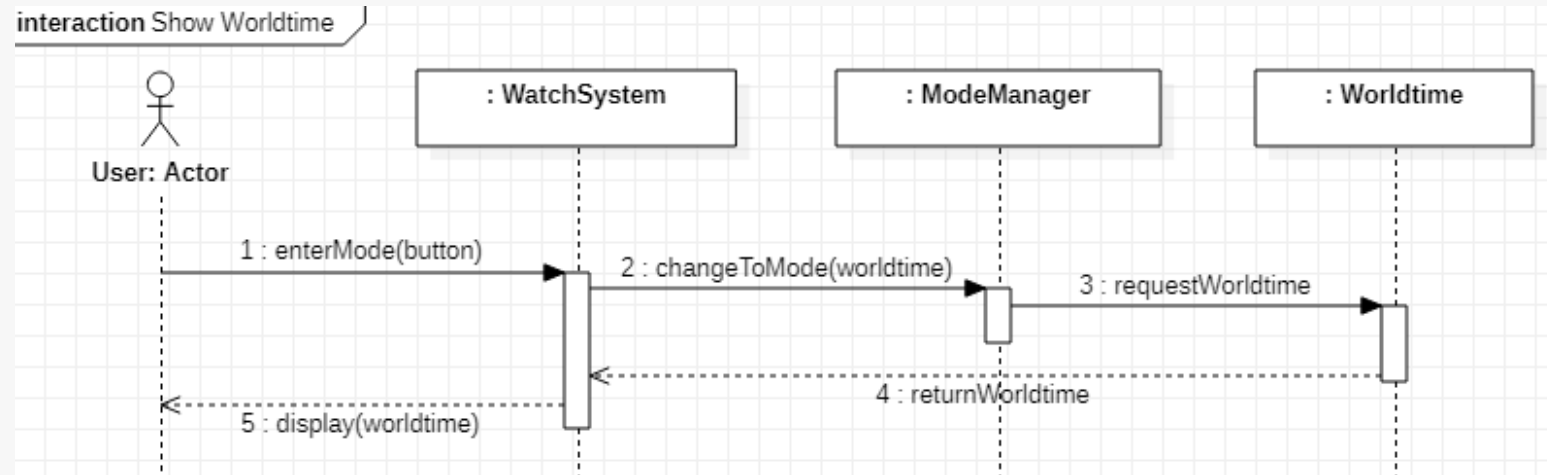 interaction Show Worldtime
: WatchSystem
: ModeManager
: Worldtime
User: Actor
1 : enterMode(button)
2 : changeToMode(worldtime)
3 : requestWorldtime
4 : returnWorldtime
5 : display(worldtime)